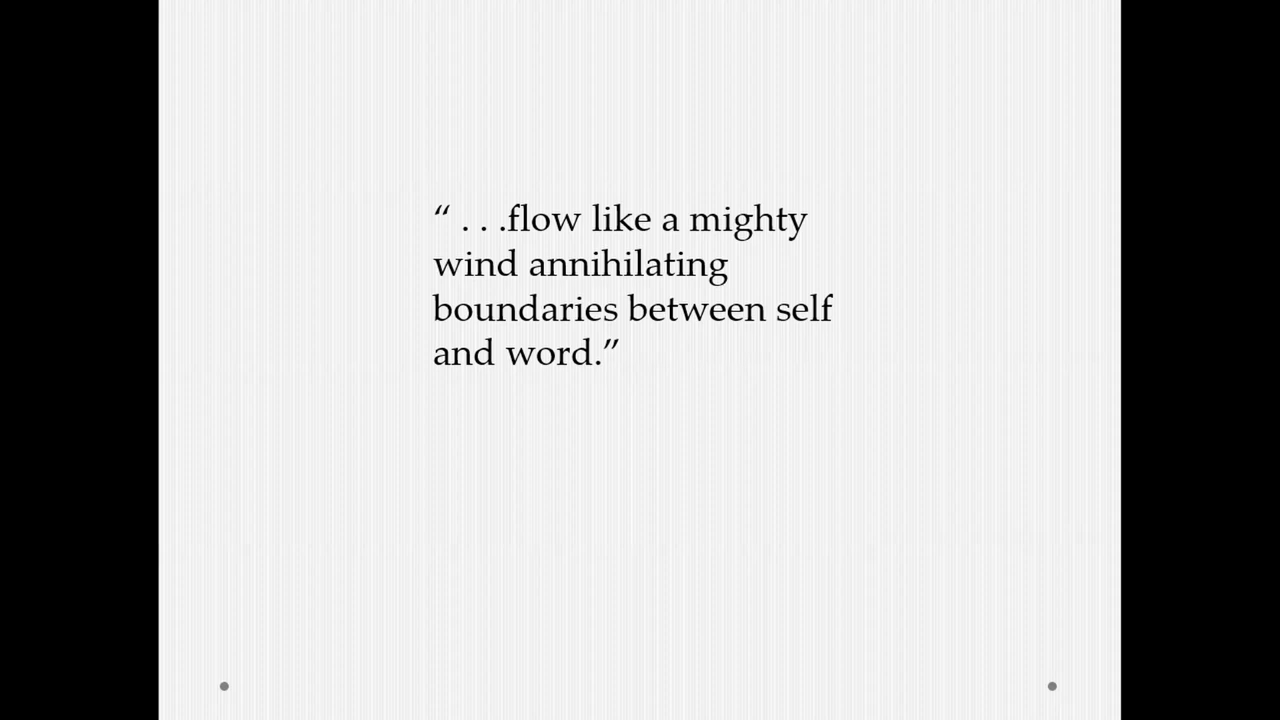 “ . . .flow like a mighty
wind annihilating
boundaries between self
and word.”